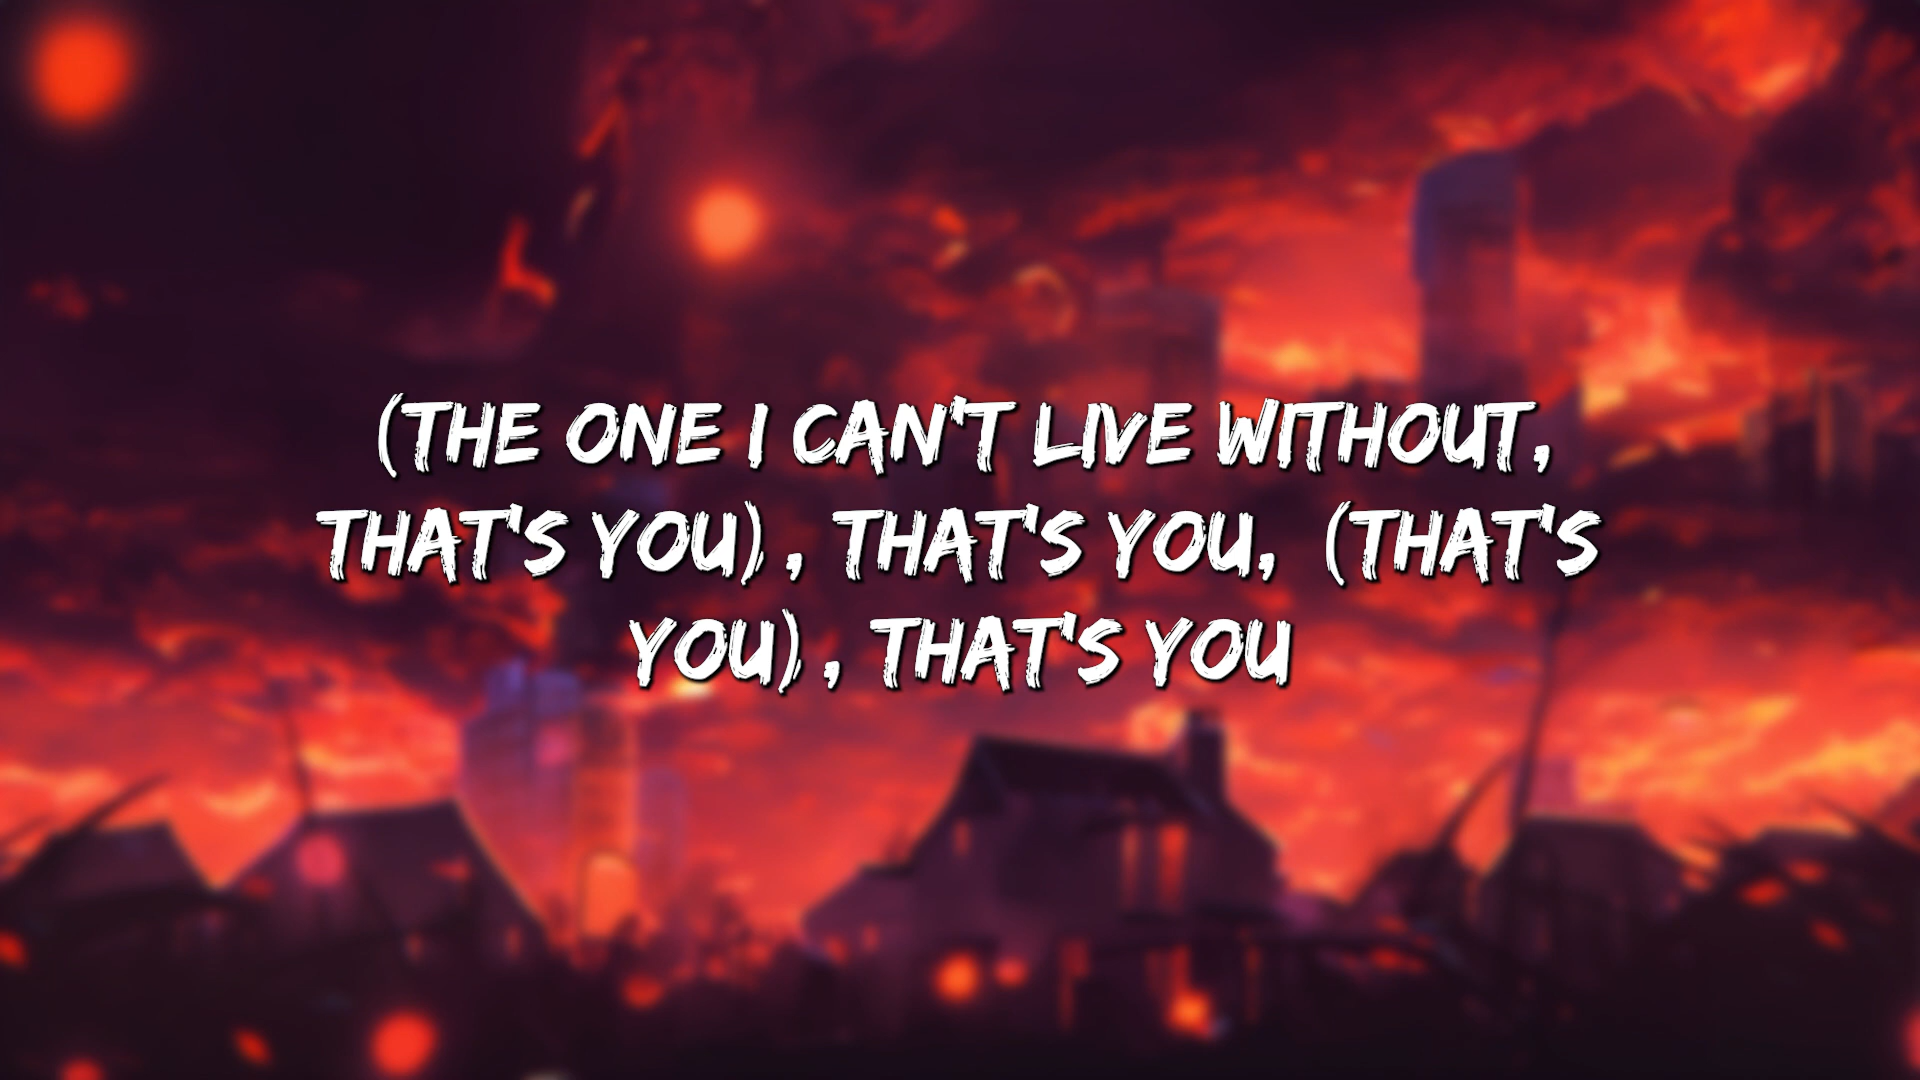 (THE ONE I CAN'T LIVE WITHOUT,
THAT'S YOU), THAT'S YOU, (THAT'S
YOU), THAT'S YOU